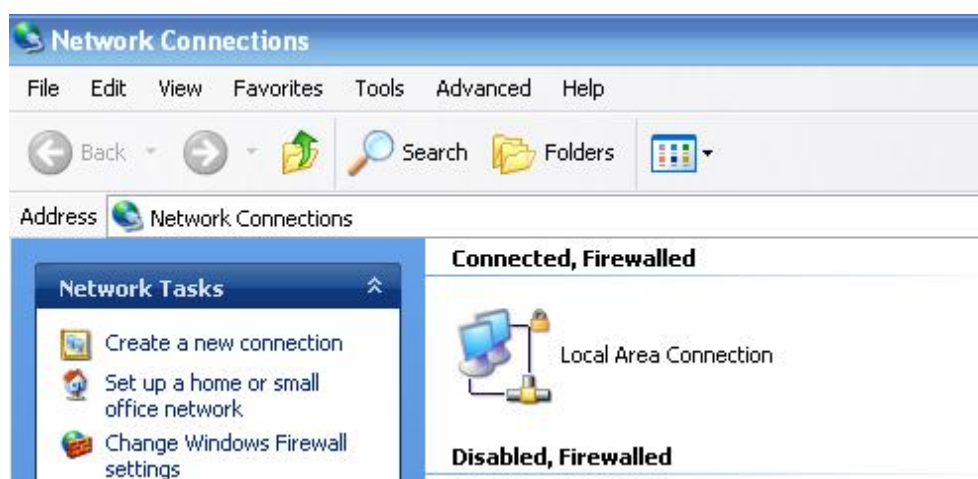 Network Connections
File Edit View Favorites Tools Advanced Help
Back Search Folders
Address Network Connections
Network Tasks
Create a new connection
Set up a home or small
office network
Change Windows Firewall
settings
Connected, Firewalled
Local Area Connection
Disabled, Firewalled